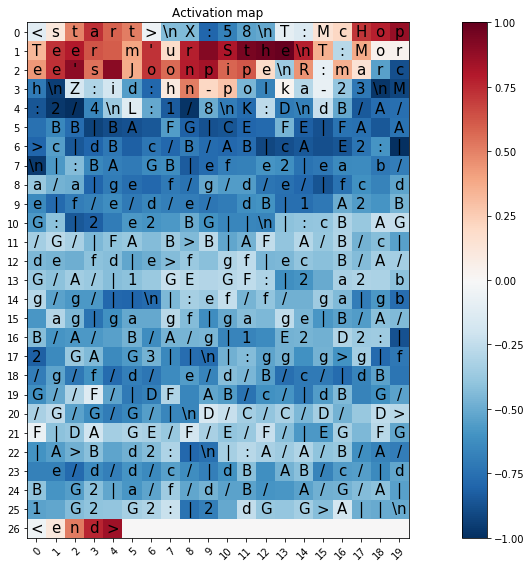 Activation map
0 < s t a r t > \n X : 5 8 \n T : M c H o p
1 T e e r   m ' u r   S t h e \n T : M o r
2 e e ' s   J o o n p i p e \n R : m a r c
3 h \n Z : i d : h n - p o l k a - 2 3 \n M
4 : 2 / 4 \n L : 1 / 8 \n K : D \n d B / A /
5   B B | B A   F G | C E   F E | F A   A
6 > c | d B   c / B / A B | c A   E 2 : |
7 \n | : B A   G B | e f   e 2 | e a   b /
8 a / a | g e   f / g / d / e / | f c   d
9 e | f / e / d / e /   d B | 1   A 2   B
10 G : | 2   e 2   B G | | \n | : c B   A G
11 / G / | F A   B > B | A F   A / B / c |
12 d e   f d | e > f   g f | e c   B / A /
13 G / A / | 1   G E   G F : | 2   a 2   b
14 g / g /   | | \n | : e f / f /   g a | g b
15   a g | g a   g f | g a   g e | B / A /
16 B / A /   B / A / g | 1   E 2   D 2 : |
17 2   G A   G 3 | | \n | : g g   g > g | f
18 / g / f / d /   e / d / B / c / | d B
19 G / / F / | D F   A B / c / | d B   G /
20 / G / G / G / | \n D / C / C / D /   D >
21 F | D A   G E / F / E / F / | E G   F G
22 | A > B   d 2 : | \n | : A / A / B / A /
23   e / d / d / c / | d B   A B / c / | d
24 B   G 2 | a / f / d / B /   A / G / A |
25 1   G 2   G 2 : | 2   d G   G > A | | \n
26 < e n d >
0 1 2 3 4 5 6 7 8 9 10 11 12 13 14 15 16 17 18 19
1.00
0.75
0.50
0.25
0.00
−0.25
−0.50
−0.75
−1.00